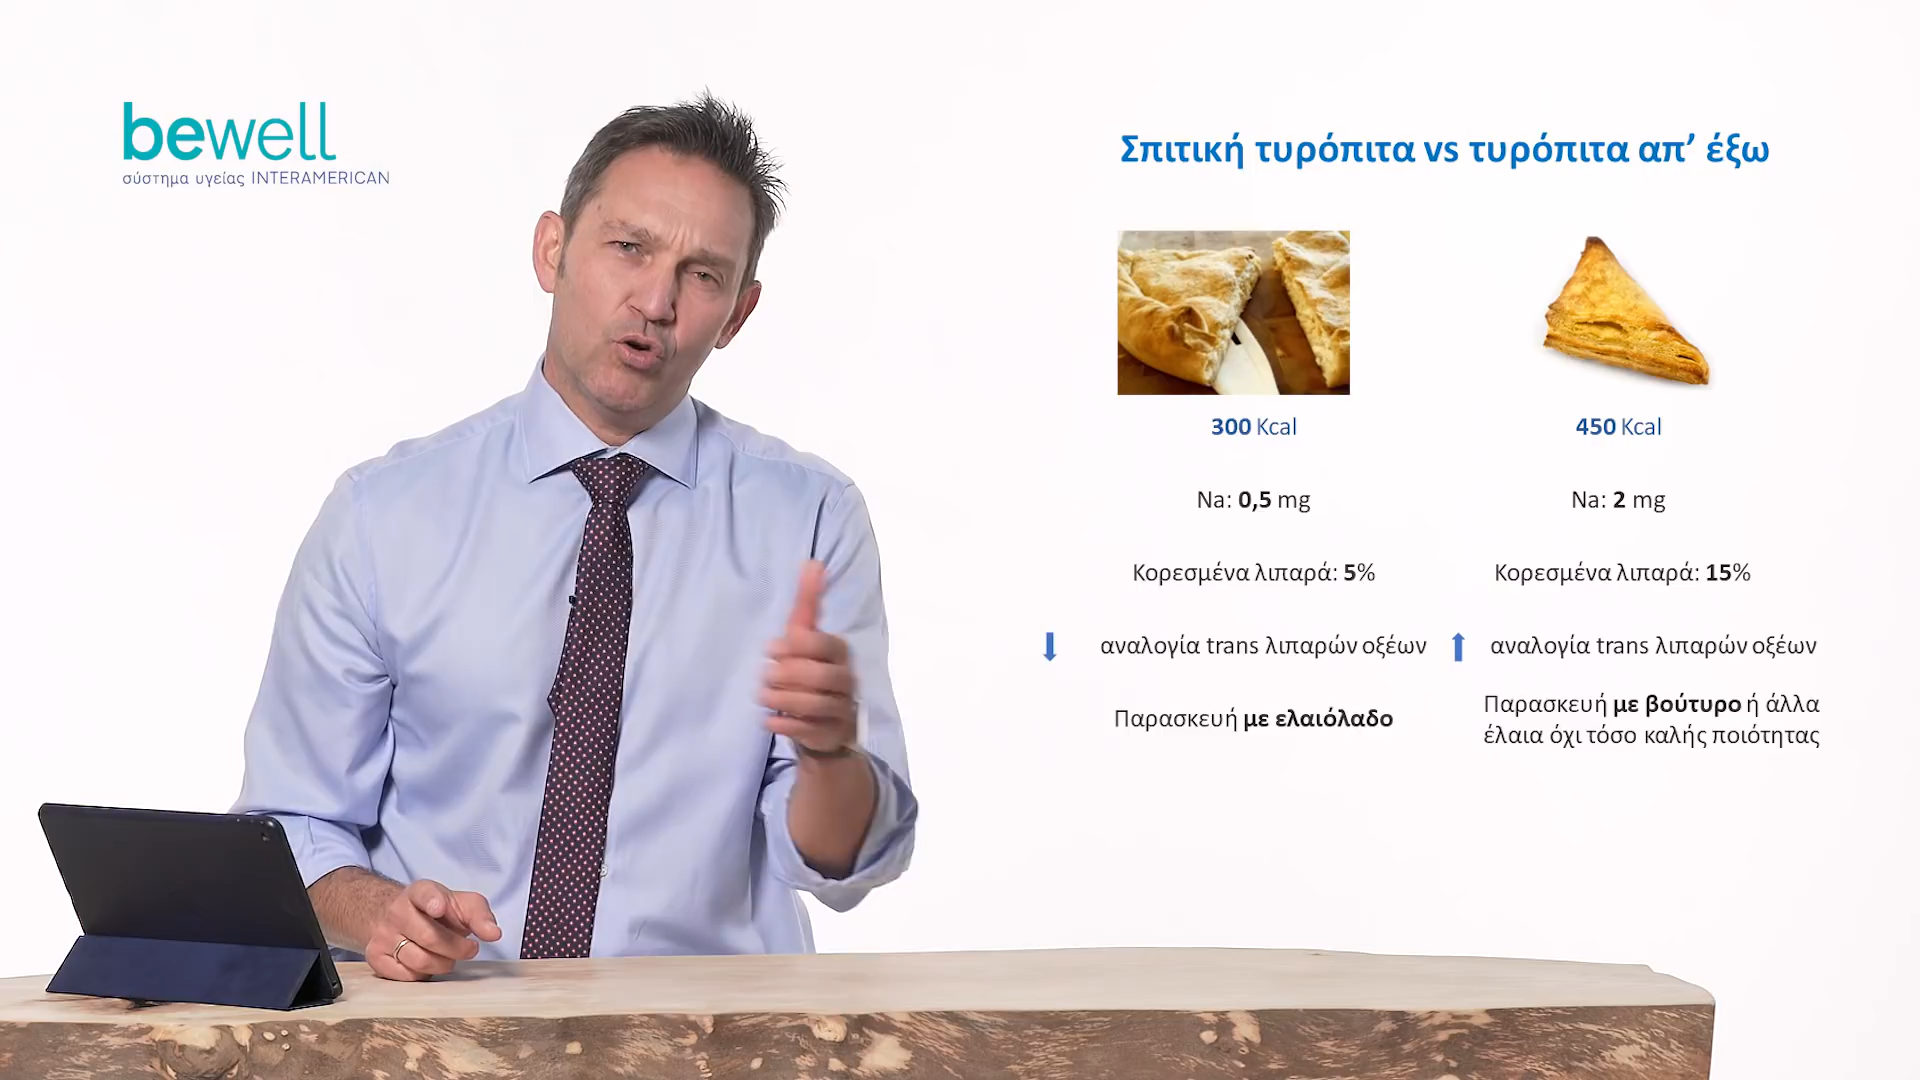 bewell
σύστημα υγείας INTERAMERICAN
Σπιτική τυρόπιτα vs τυρόπιτα απ’ έξω
300 Kcal
Na: 0,5 mg
Κορεσμένα λιπαρά: 5%
αναλογία trans λιπαρών οξέων
Παρασκευή με ελαιόλαδο
450 Kcal
Na: 2 mg
Κορεσμένα λιπαρά: 15%
αναλογία trans λιπαρών οξέων
Παρασκευή με βούτυρο ή άλλα
έλαια όχι τόσο καλής ποιότητας